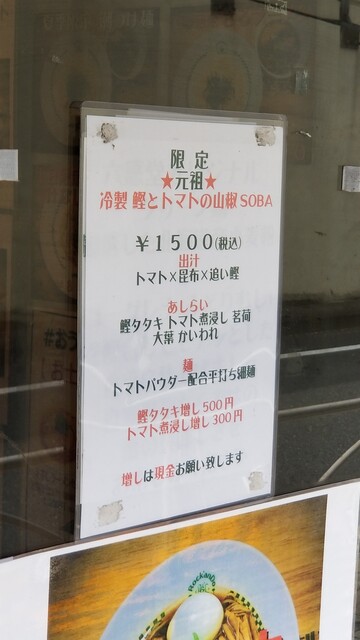 限定
★元祖★
冷製 鰹とトマトの山椒SOBA
￥1500(税込)
出汁
トマト×昆布×追い鰹
あしらい
鰹タタキ トマト煮浸し 茗荷
大葉 かいわれ
麺
トマトパウダー配合平打ち細麺
鰹タタキ増し500円
トマト煮浸し増し300円
増しは現金お願い致します